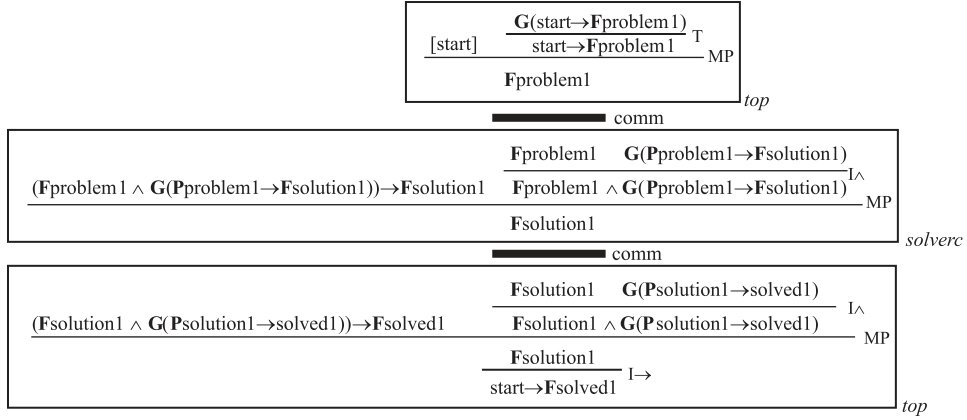 G(start→Fproblem1)
[start] start→Fproblem1 T
MP
Fproblem1
top
comm
Fproblem1 G(Pproblem1→Fsolution1)
I∧
(Fproblem1 ∧ G(Pproblem1→Fsolution1))→Fsolution1 Fproblem1 ∧ G(Pproblem1→Fsolution1)
MP
Fsolution1
solverc
comm
Fsolution1 G(Psolution1→solved1)
I∧
(Fsolution1 ∧ G(Psolution1→solved1))→Fsolved1 Fsolution1 ∧ G(P solution1→solved1)
MP
Fsolution1
I→
start→Fsolved1
top